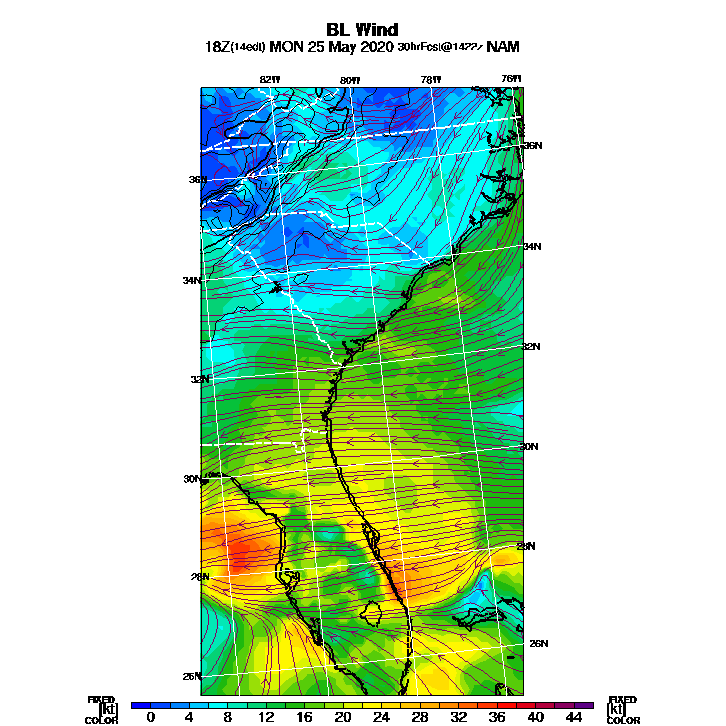 BL Wind
18Z(14edt) MON 25 May 2020 30hrFcst@1422z NAM
82W 80W 78W 76W
36N
36N
34N
34N
32N
32N
30N
30N
28N
28N
26N
26N
FIXED FIXED
[kt] 0 4 8 12 16 20 24 28 32 36 40 44 [kt]
COLOR COLOR